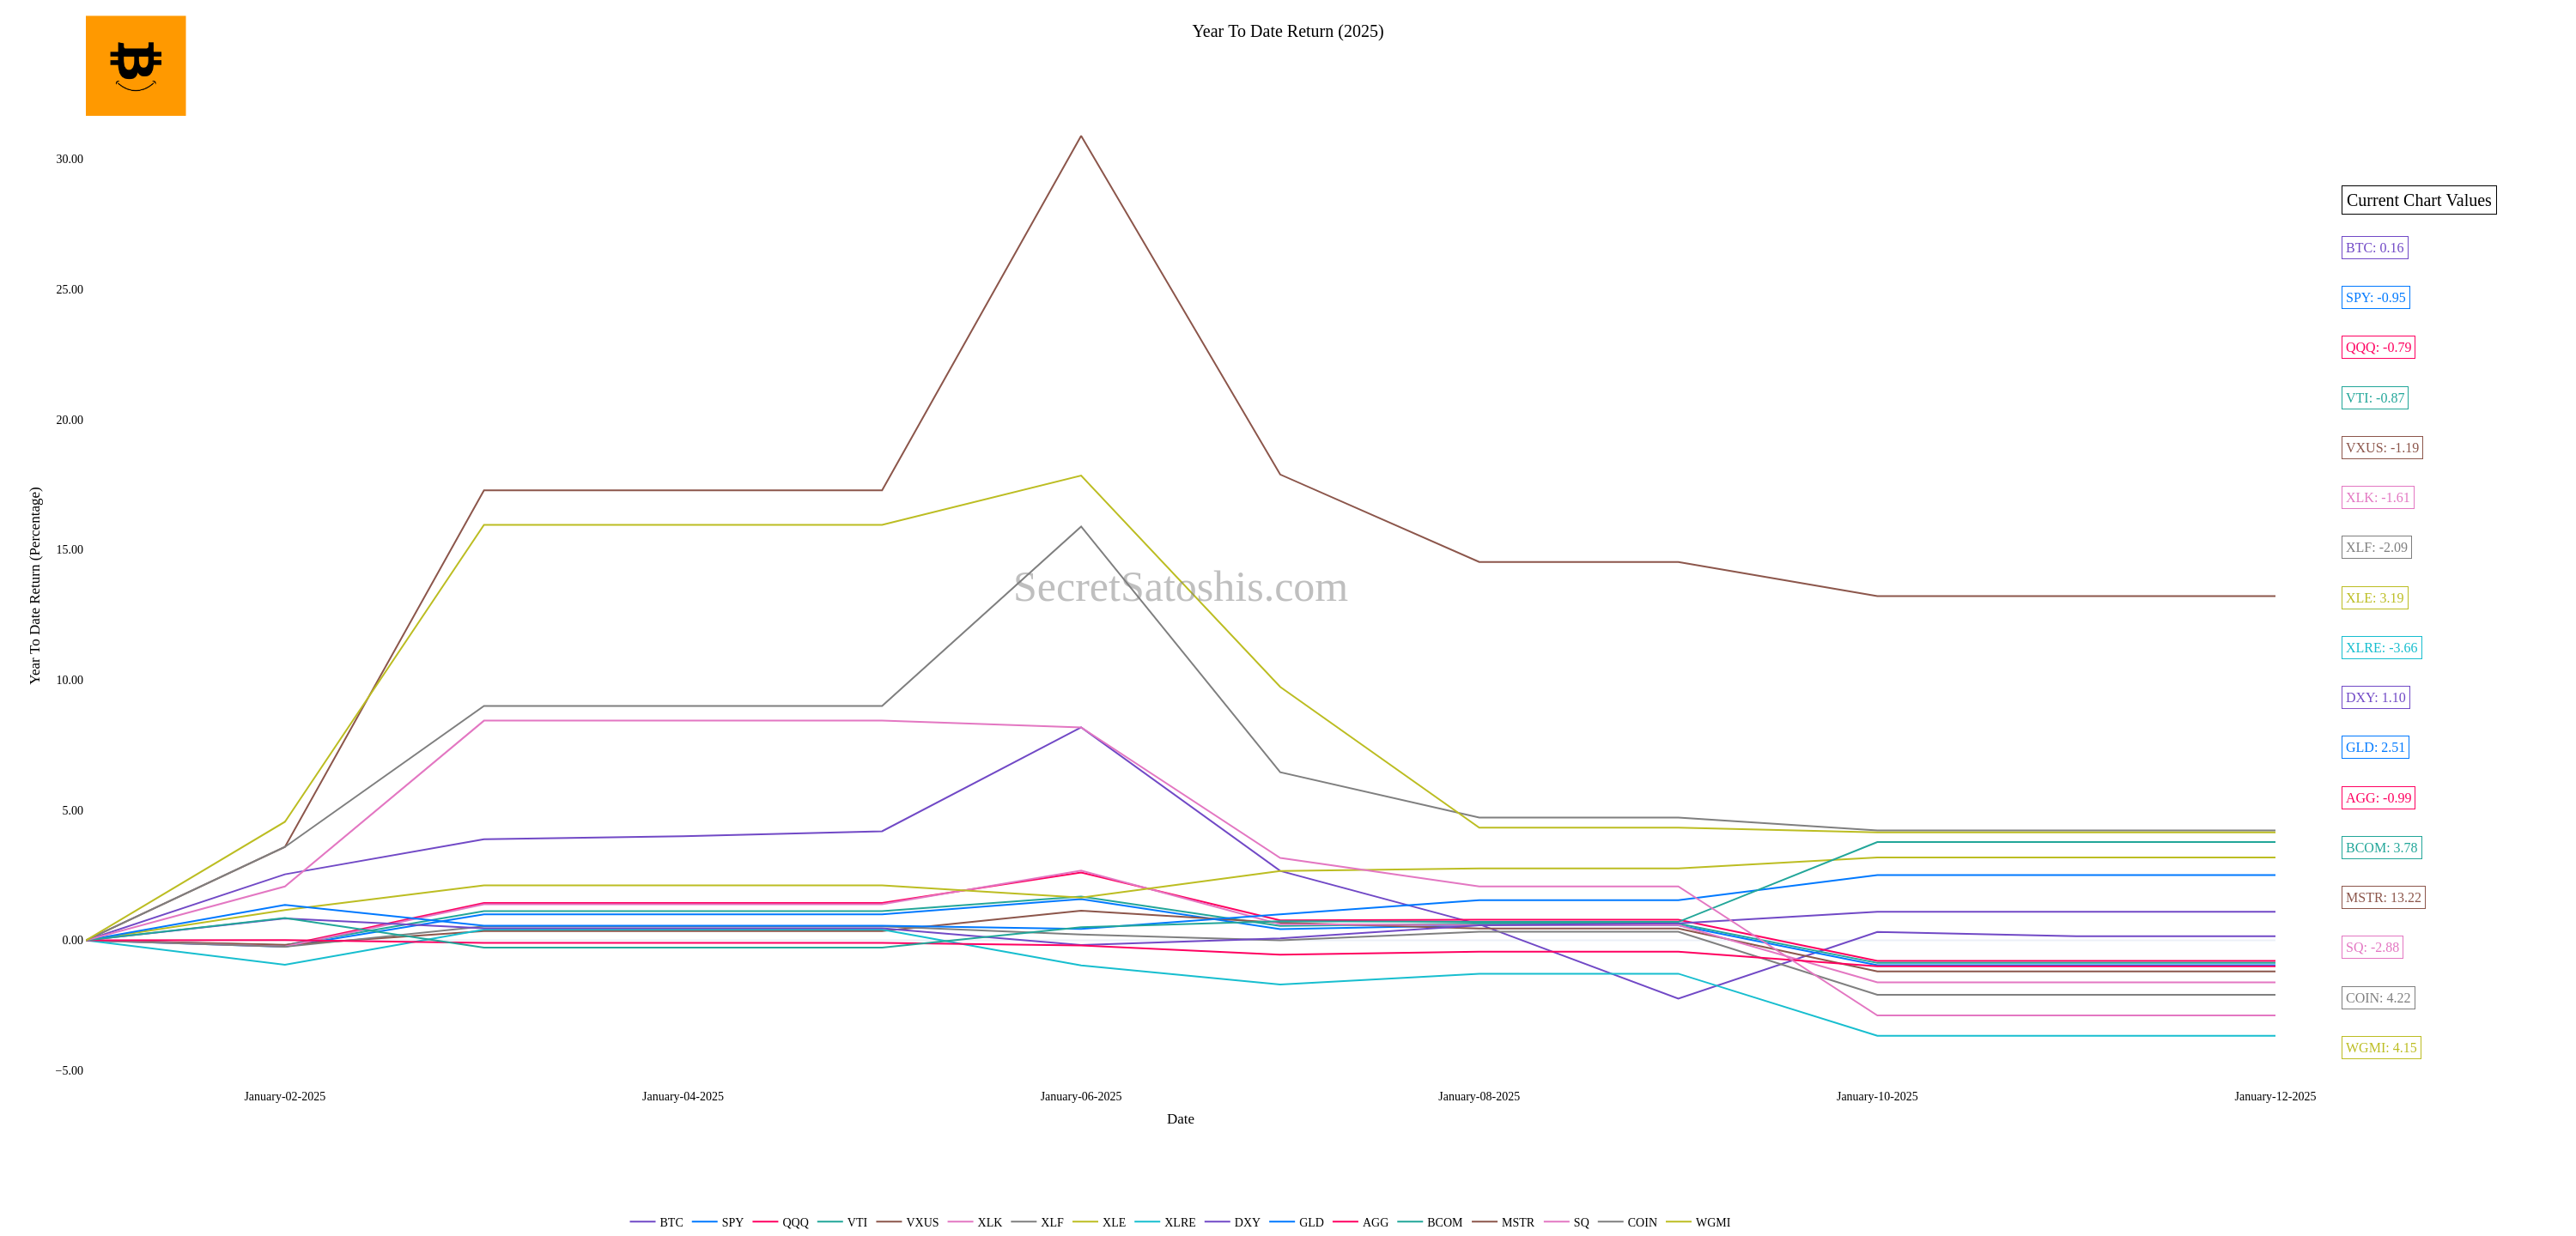 Year To Date Return (2025)
30.00
25.00
20.00
15.00
10.00
5.00
0.00
−5.00
Year To Date Return (Percentage)
SecretSatoshis.com
January-02-2025
January-04-2025
January-06-2025
January-08-2025
January-10-2025
January-12-2025
Date
Current Chart Values
BTC: 0.16
SPY: -0.95
QQQ: -0.79
VTI: -0.87
VXUS: -1.19
XLK: -1.61
XLF: -2.09
XLE: 3.19
XLRE: -3.66
DXY: 1.10
GLD: 2.51
AGG: -0.99
BCOM: 3.78
MSTR: 13.22
SQ: -2.88
COIN: 4.22
WGMI: 4.15
BTC SPY QQQ VTI VXUS XLK XLF XLE XLRE DXY GLD AGG BCOM MSTR SQ COIN WGMI